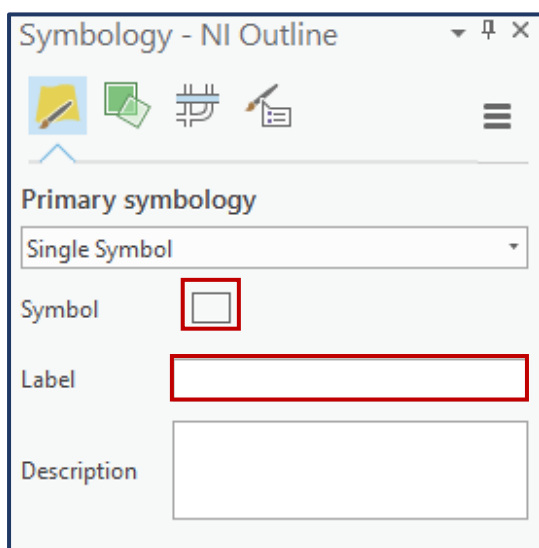 Symbology - NI Outline
Primary symbology
Single Symbol
Symbol
Label
Description